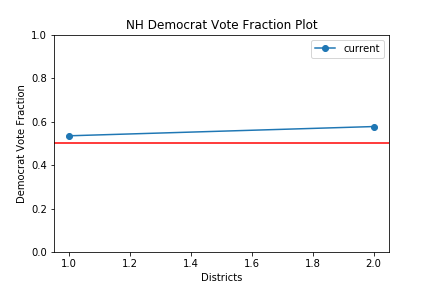 NH Democrat Vote Fraction Plot
current
Democrat Vote Fraction
1.0
0.8
0.6
0.4
0.2
0.0
1.0 1.2 1.4 1.6 1.8 2.0
Districts